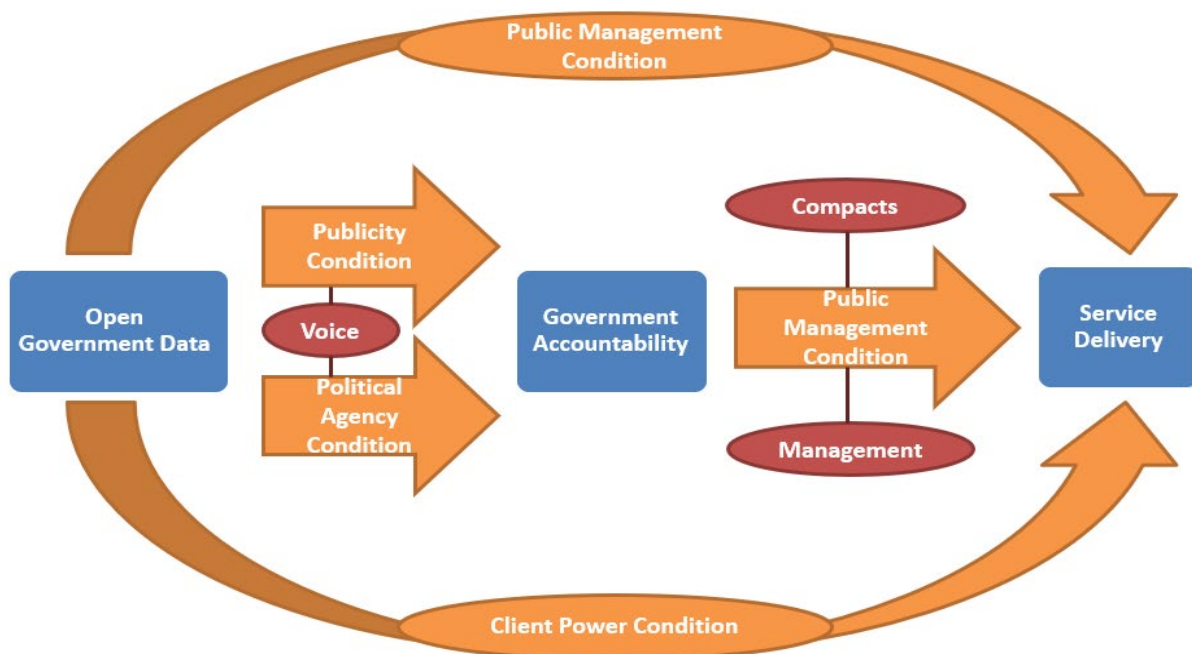 Public Management
Condition
Publicity
Condition
Compacts
Open
Government Data
Voice
Government
Accountability
Public
Management
Condition
Service
Delivery
Political
Agency
Condition
Management
Client Power Condition